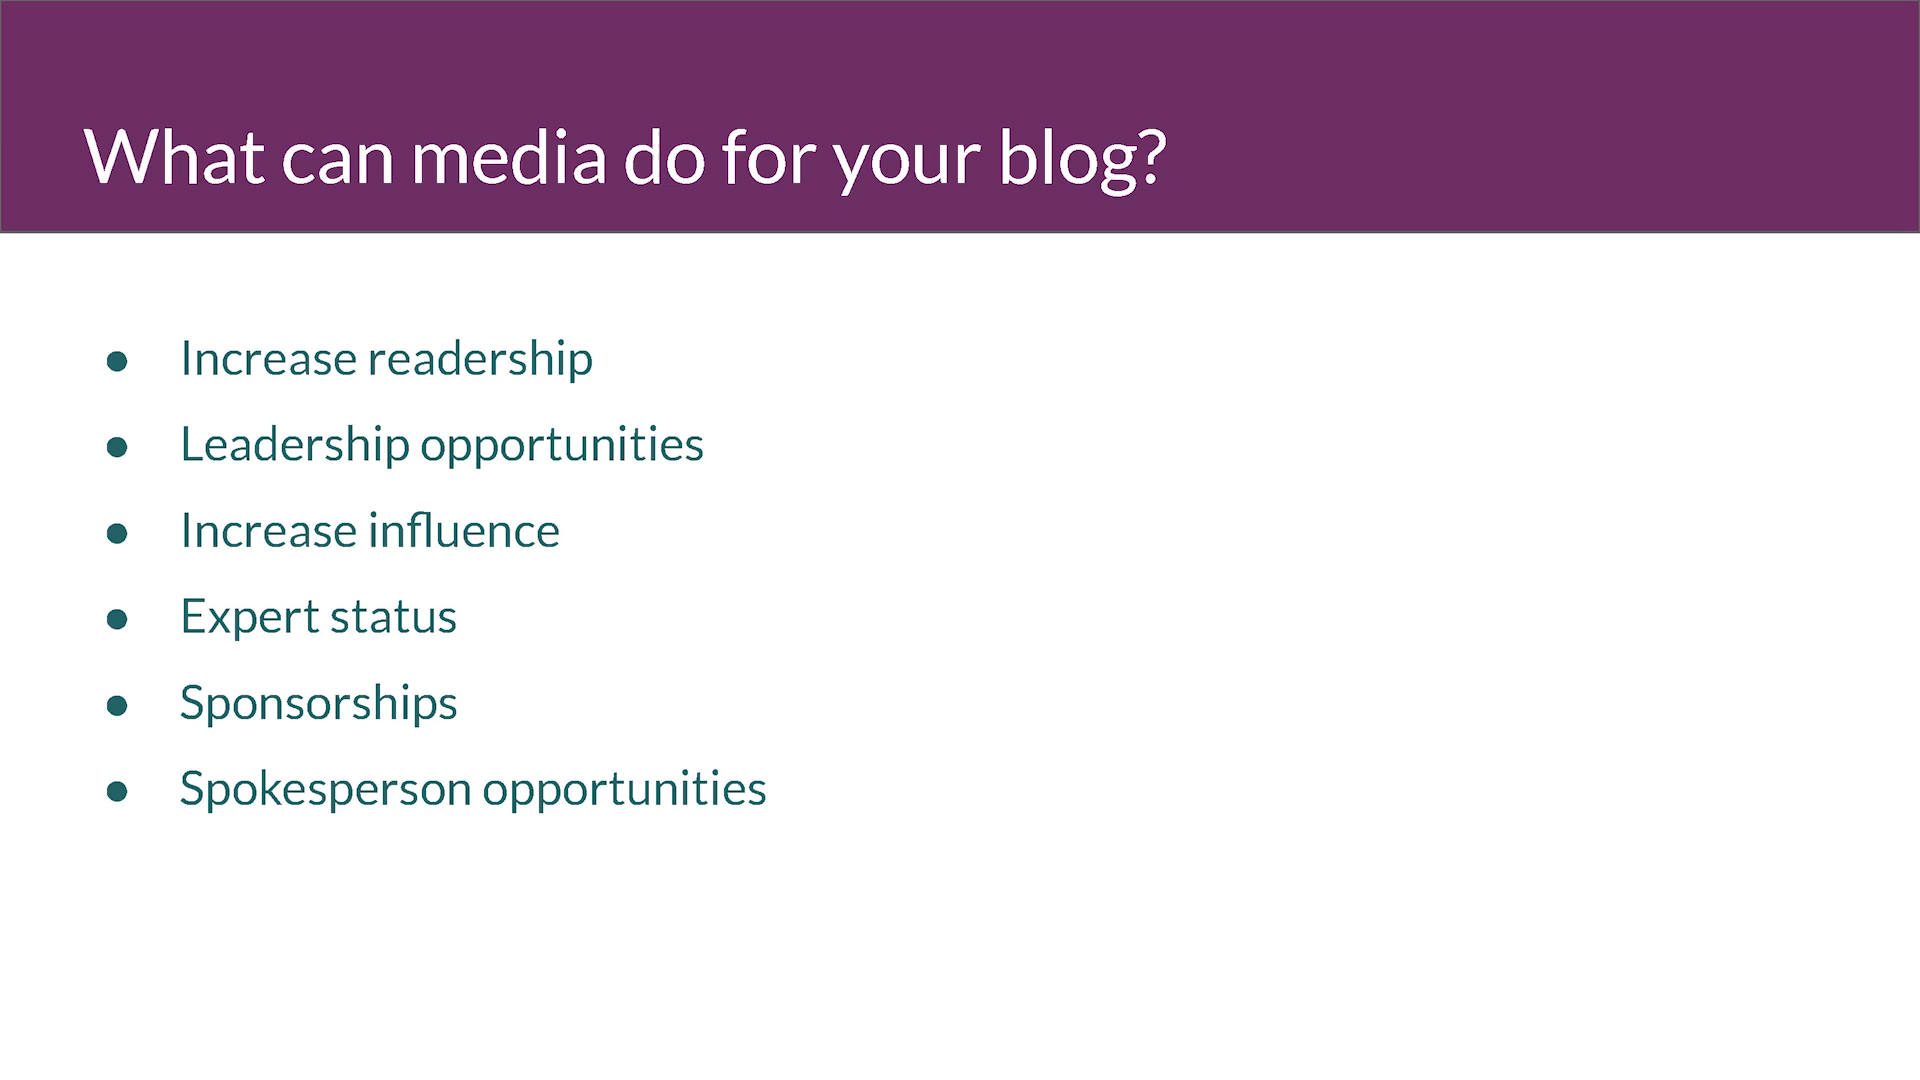 What can media do for your blog?
● Increase readership
● Leadership opportunities
● Increase influence
● Expert status
● Sponsorships
● Spokesperson opportunities